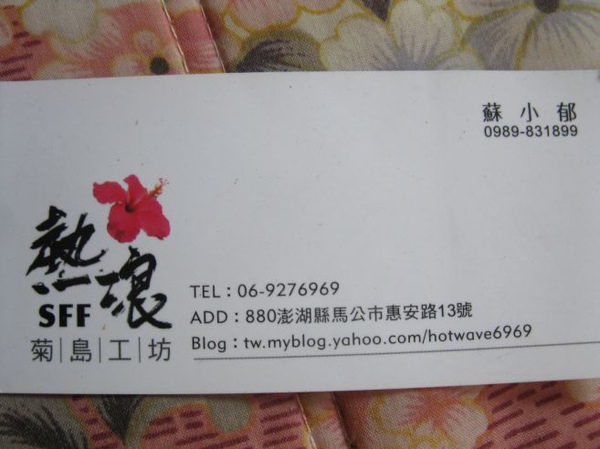 蘇小郁
0989-831899
熱浪
SFF
菊|島|工|坊
TEL：06-9276969
ADD：880澎湖縣馬公市惠安路13號
Blog：tw.myblog.yahoo.com/hotwave6969